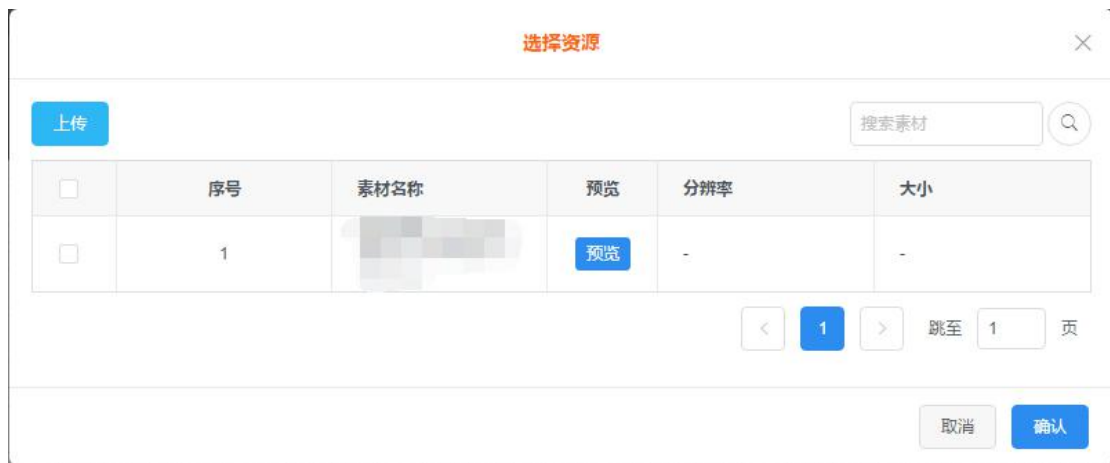 选择资源
上传
搜索素材
序号 素材名称 预览 分辨率 大小
1 预览 - -
1 跳至 1 页
取消 确认